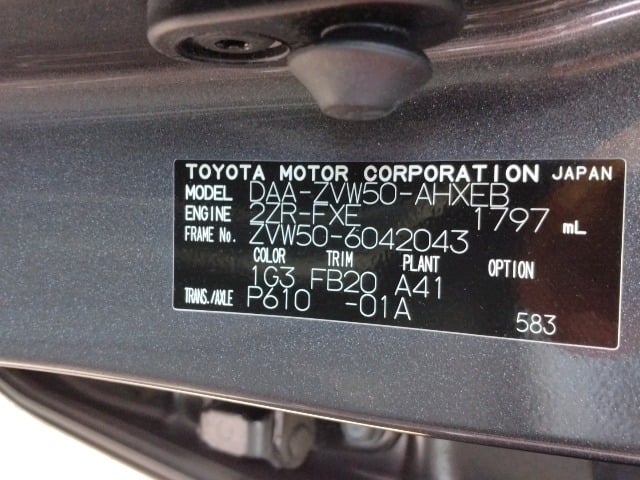 TOYOTA MOTOR CORPORATION JAPAN
MODEL DAA-ZVW50-AHXEB
ENGINE 2ZR-FXE 1797 mL
FRAME No. ZVW50-6042043
COLOR TRIM PLANT OPTION
1G3 FB20 A41
TRANS./AXLE P610 -01A
583